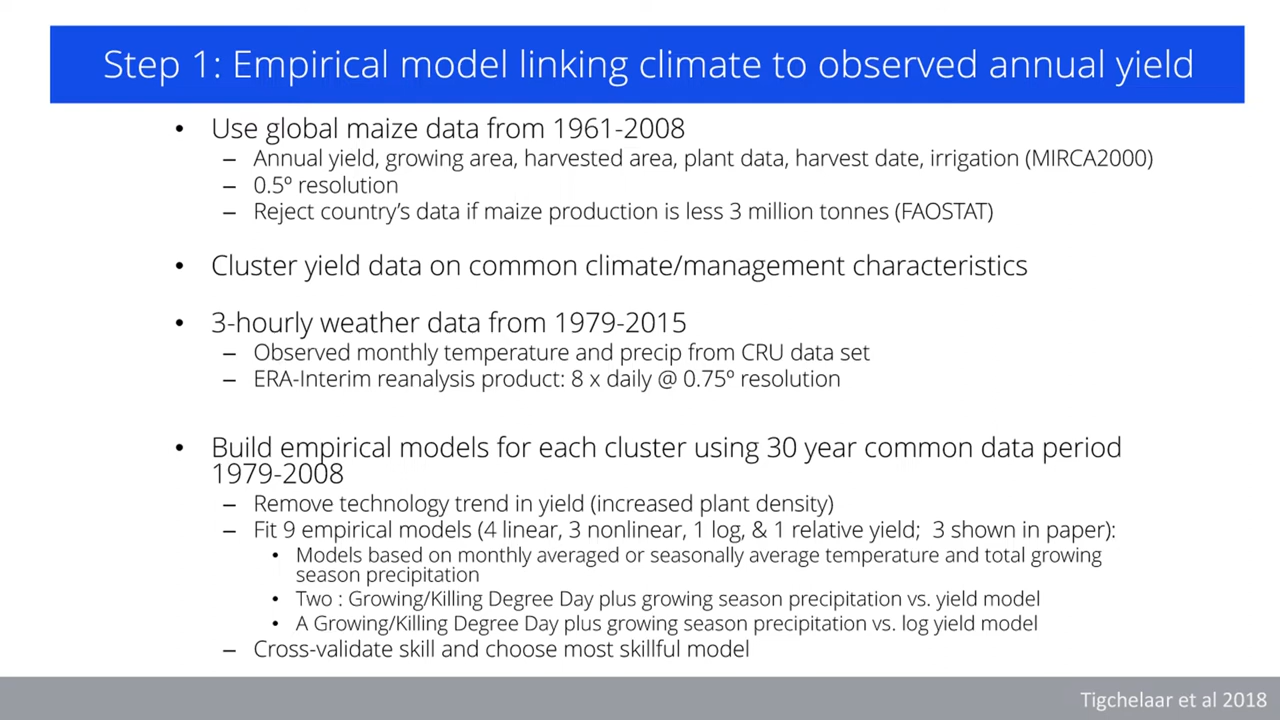 Step 1: Empirical model linking climate to observed annual yield
• Use global maize data from 1961-2008
– Annual yield, growing area, harvested area, plant data, harvest date, irrigation (MIRCA2000)
– 0.5º resolution
– Reject country's data if maize production is less 3 million tonnes (FAOSTAT)
• Cluster yield data on common climate/management characteristics
• 3-hourly weather data from 1979-2015
– Observed monthly temperature and precip from CRU data set
– ERA-Interim reanalysis product: 8 x daily @ 0.75º resolution
• Build empirical models for each cluster using 30 year common data period
1979-2008
– Remove technology trend in yield (increased plant density)
– Fit 9 empirical models (4 linear, 3 nonlinear, 1 log, & 1 relative yield; 3 shown in paper):
• Models based on monthly averaged or seasonally average temperature and total growing
season precipitation
• Two : Growing/Killing Degree Day plus growing season precipitation vs. yield model
• A Growing/Killing Degree Day plus growing season precipitation vs. log yield model
– Cross-validate skill and choose most skillful model
Tigchelaar et al 2018